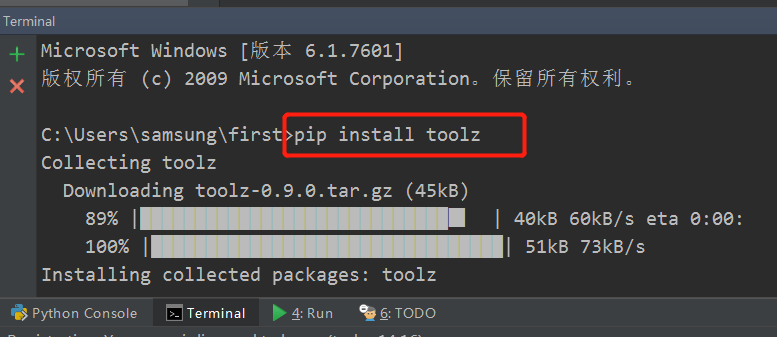 Terminal
Microsoft Windows [版本 6.1.7601]
版权所有 (c) 2009 Microsoft Corporation。保留所有权利。
C:\Users\samsung\first>pip install toolz
Collecting toolz
Downloading toolz-0.9.0.tar.gz (45kB)
89% | | 40kB 60kB/s eta 0:00:
100% | | 51kB 73kB/s
Installing collected packages: toolz
Python Console Terminal 4: Run 6: TODO